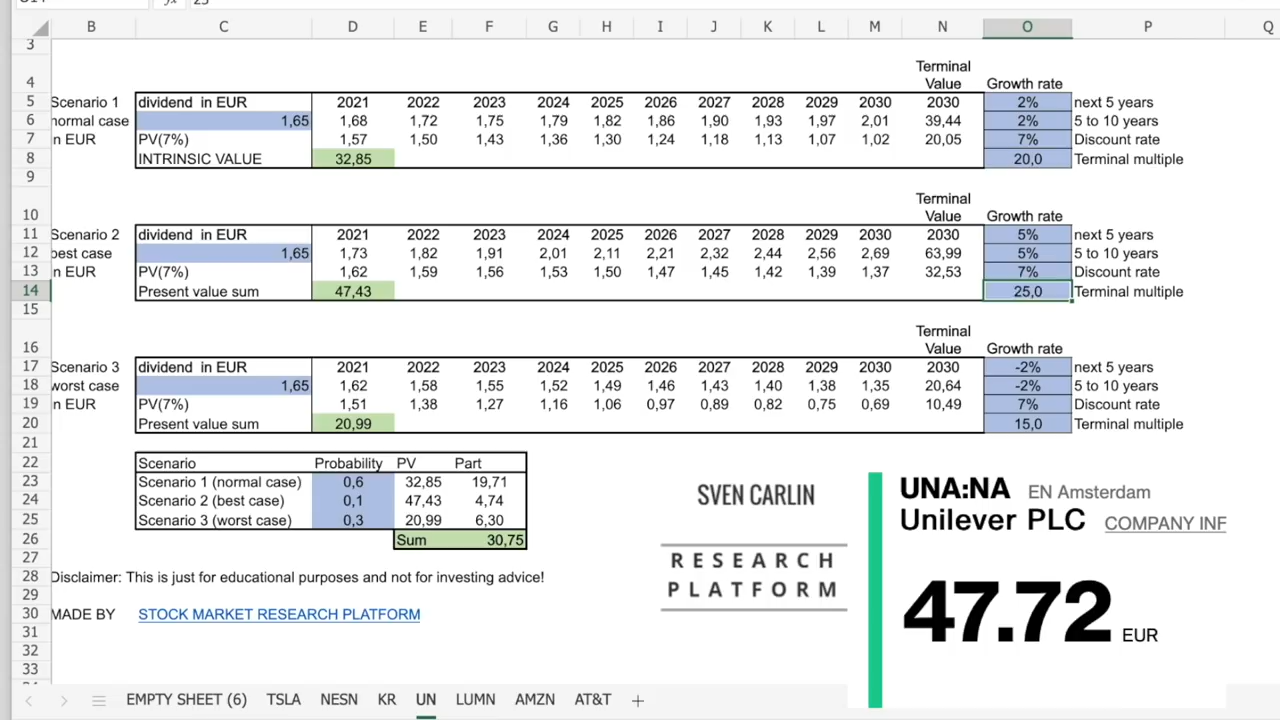 B C D E F G H I J K L M N O P Q
3
Terminal
4 Value Growth rate
5 Scenario 1 dividend in EUR 2021 2022 2023 2024 2025 2026 2027 2028 2029 2030 2030 2% next 5 years
6 normal case 1,65 1,68 1,72 1,75 1,79 1,82 1,86 1,90 1,93 1,97 2,01 39,44 2% 5 to 10 years
7 n EUR PV(7%) 1,57 1,50 1,43 1,36 1,30 1,24 1,18 1,13 1,07 1,02 20,05 7% Discount rate
8 INTRINSIC VALUE 32,85 20,0 Terminal multiple
9
Terminal
10 Value Growth rate
11 Scenario 2 dividend in EUR 2021 2022 2023 2024 2025 2026 2027 2028 2029 2030 2030 5% next 5 years
12 best case 1,65 1,73 1,82 1,91 2,01 2,11 2,21 2,32 2,44 2,56 2,69 63,99 5% 5 to 10 years
13 n EUR PV(7%) 1,62 1,59 1,56 1,53 1,50 1,47 1,45 1,42 1,39 1,37 32,53 7% Discount rate
14 Present value sum 47,43 25,0 Terminal multiple
15
Terminal
16 Value Growth rate
17 Scenario 3 dividend in EUR 2021 2022 2023 2024 2025 2026 2027 2028 2029 2030 2030 -2% next 5 years
18 worst case 1,65 1,62 1,58 1,55 1,52 1,49 1,46 1,43 1,40 1,38 1,35 20,64 -2% 5 to 10 years
19 n EUR PV(7%) 1,51 1,38 1,27 1,16 1,06 0,97 0,89 0,82 0,75 0,69 10,49 7% Discount rate
20 Present value sum 20,99 15,0 Terminal multiple
21
22 Scenario Probability PV Part
23 Scenario 1 (normal case) 0,6 32,85 19,71
24 Scenario 2 (best case) 0,1 47,43 4,74
25 Scenario 3 (worst case) 0,3 20,99 6,30
26 Sum 30,75
27
28 Disclaimer: This is just for educational purposes and not for investing advice!
29
30 MADE BY STOCK MARKET RESEARCH PLATFORM
31
32
33
SVEN CARLIN
RESEARCH
PLATFORM
UNA:NA EN Amsterdam
Unilever PLC COMPANY INF
47.72 EUR
EMPTY SHEET (6) TSLA NESN KR UN LUMN AMZN AT&T +